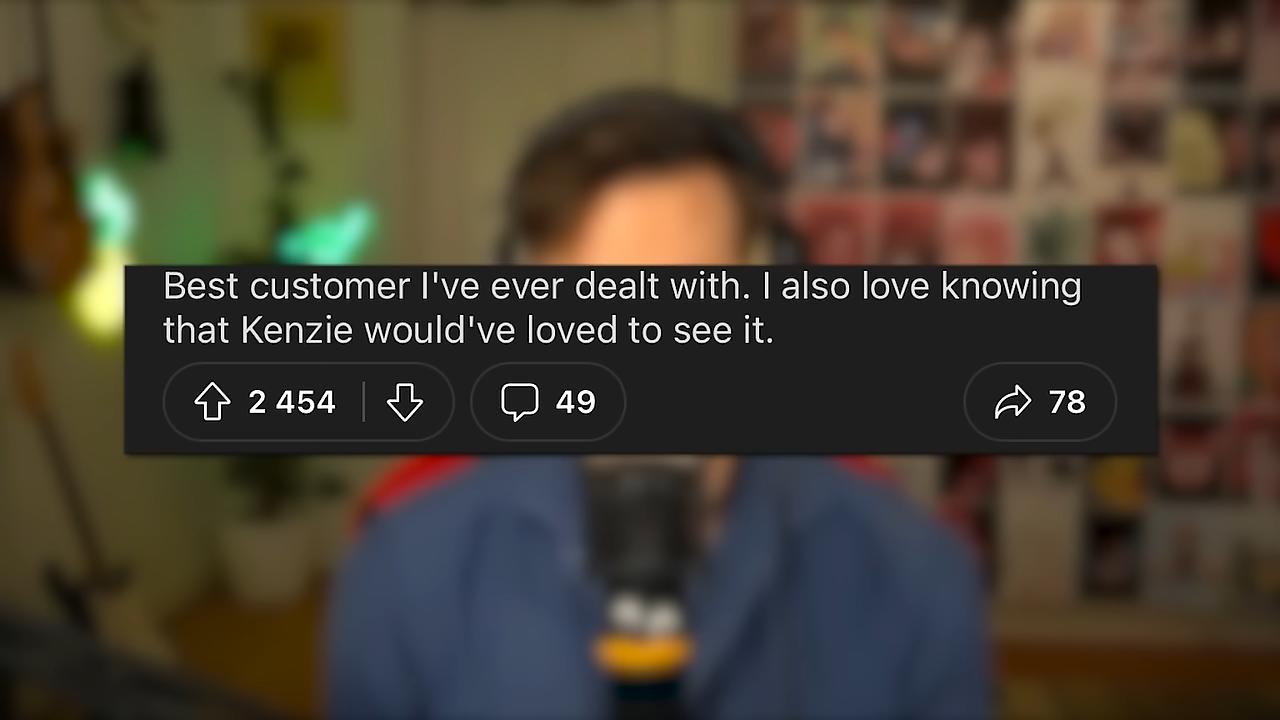 Best customer I've ever dealt with. I also love knowing
that Kenzie would've loved to see it.
2 454 49 78